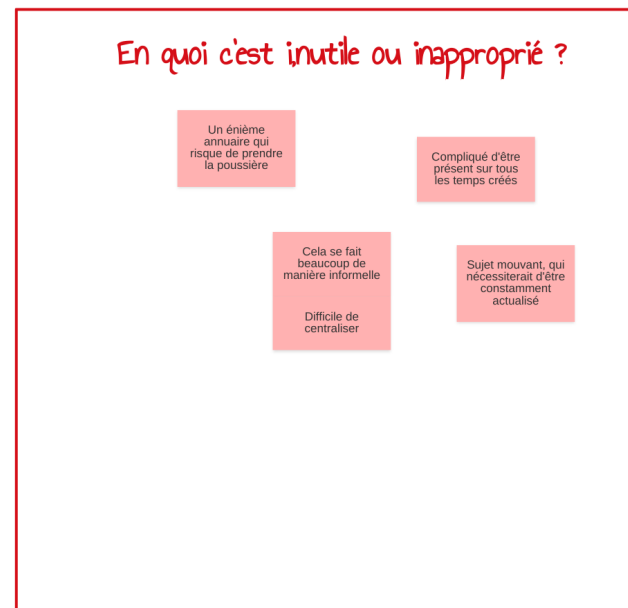 En quoi c'est i,nutile ou inapproprié ?
Un énième
annuaire qui
risque de prendre
la poussière
Compliqué d'être
présent sur tous
les temps créés
Cela se fait
beaucoup de
manière informelle
Difficile de
centraliser
Sujet mouvant, qui
nécessiterait d'être
constamment
actualisé